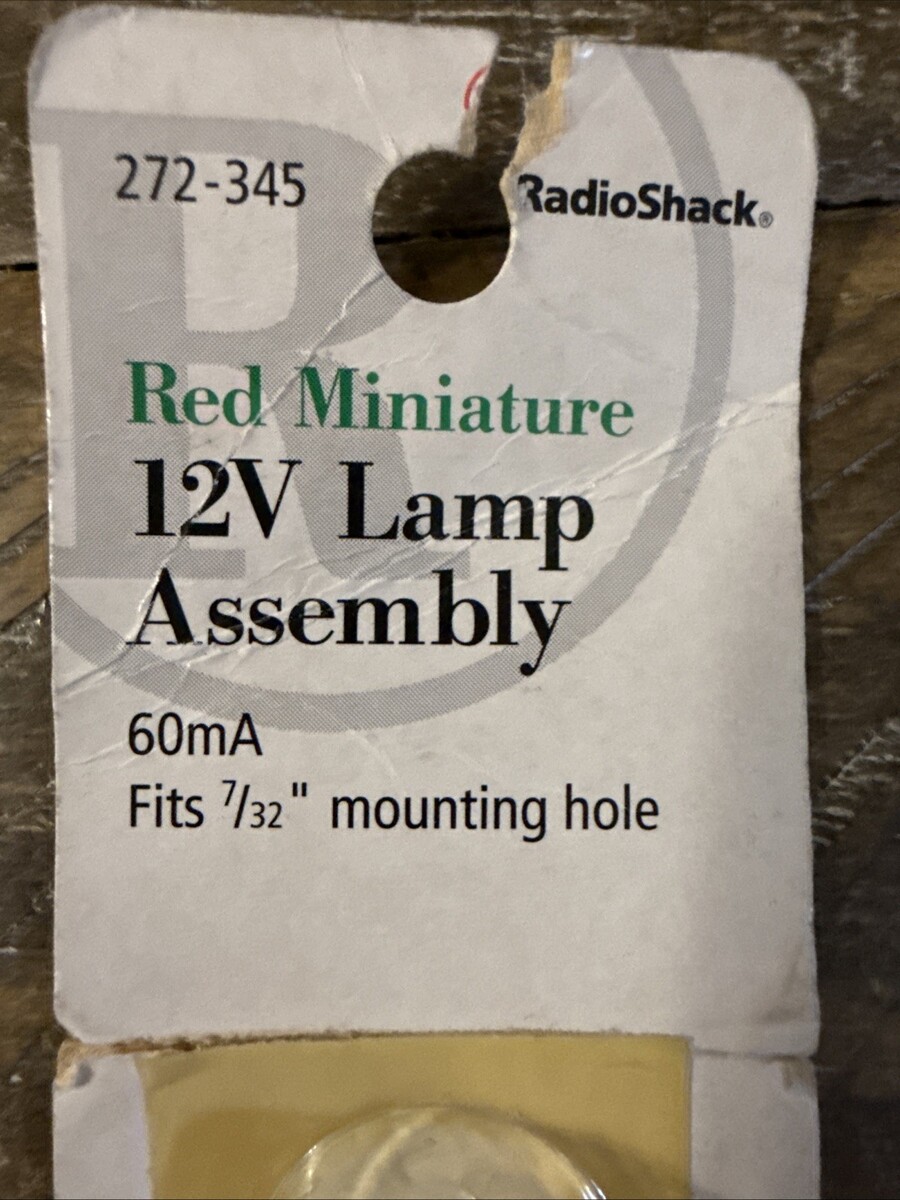 272-345
RadioShack®
Red Miniature
12V Lamp
Assembly
60mA
Fits 7/32" mounting hole